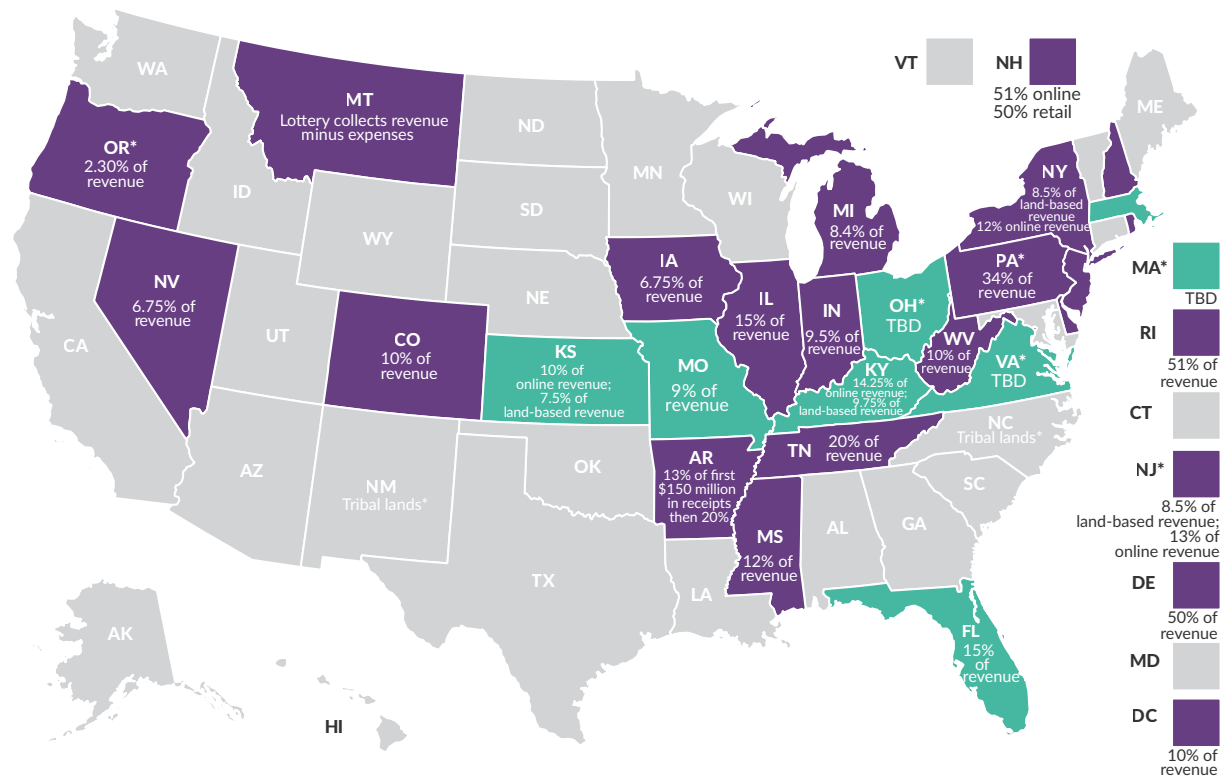 VT
NH
51% online
50% retail
WA
MT
Lottery collects revenue
minus expenses
ND
ME
OR*
2.30% of
revenue
ID
MN
WI
NY
8.5% of
land-based
revenue
12% online revenue
SD
MI
8.4% of
revenue
WY
IA
6.75% of
revenue
PA*
34% of
revenue
MA*
TBD
NV
6.75% of
revenue
NE
IL
15% of
revenue
IN
9.5% of
revenue
OH*
TBD
RI
51% of
revenue
UT
CO
10% of
revenue
WV
10% of
revenue
CA
KS
10% of
online revenue;
7.5% of
land-based revenue
MO
9% of
revenue
KY
14.25% of
online revenue;
9.75% of
land-based revenue
VA*
TBD
CT
NC
Tribal lands*
TN
20% of
revenue
AZ
NM
Tribal lands*
OK
AR
13% of first
$150 million
in receipts
then 20%
SC
NJ*
8.5% of
land-based revenue;
13% of
online revenue
MS
12% of
revenue
AL
GA
TX
LA
DE
50% of
revenue
AK
FL
15%
of
revenue
MD
HI
DC
10% of
revenue